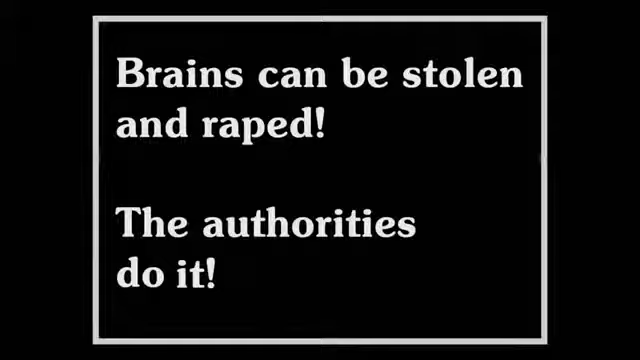 Brains can be stolen
and raped!
The authorities
do it!